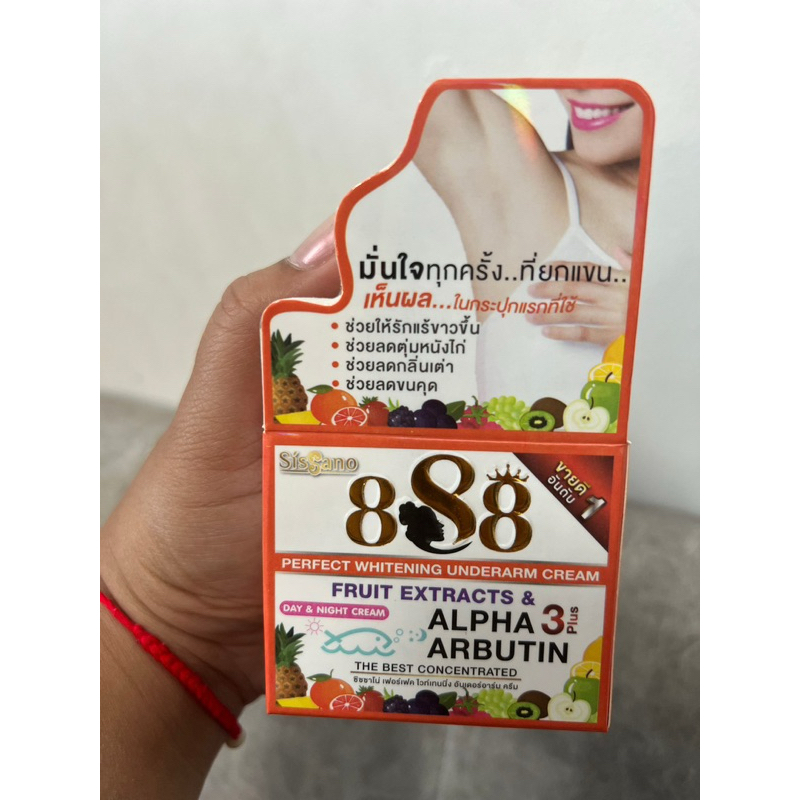 มั่นใจทุกครั้ง..ที่ยกแขน..
เห็นผล...ในกระปุกแรกที่ใช้
• ช่วยให้รักแร้ขาวขึ้น
• ช่วยลดตุ่มหนังไก่
• ช่วยลดกลิ่นเต่า
• ช่วยลดขนคุด
Sissano
888
ขายดี
อันดับ 1
PERFECT WHITENING UNDERARM CREAM
FRUIT EXTRACTS &
DAY & NIGHT CREAM
ALPHA 3 Plus
ARBUTIN
THE BEST CONCENTRATED
ซิซซาโน่ เฟอร์เฟค ไวท์เทนนิ่ง อันเดอร์อาร์ม ครีม